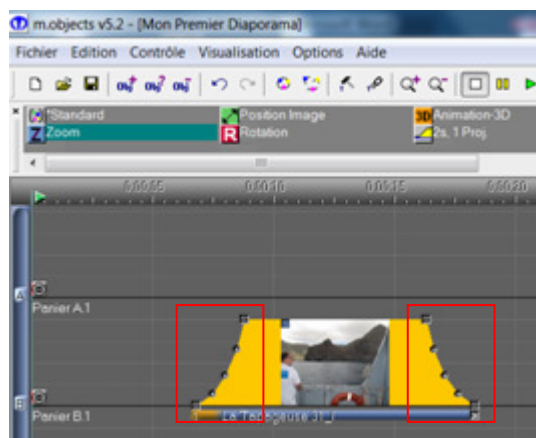 m.objects v5.2 - [Mon Premier Diaporama]
Fichier Edition Contrôle Visualisation Options Aide
*Standard Position Image Animation-3D
Zoom Rotation 2s, 1 Proj.
0:00:05 0:00:10 0:00:15 0:00:20
A
Panier A.1
B
Panier B.1